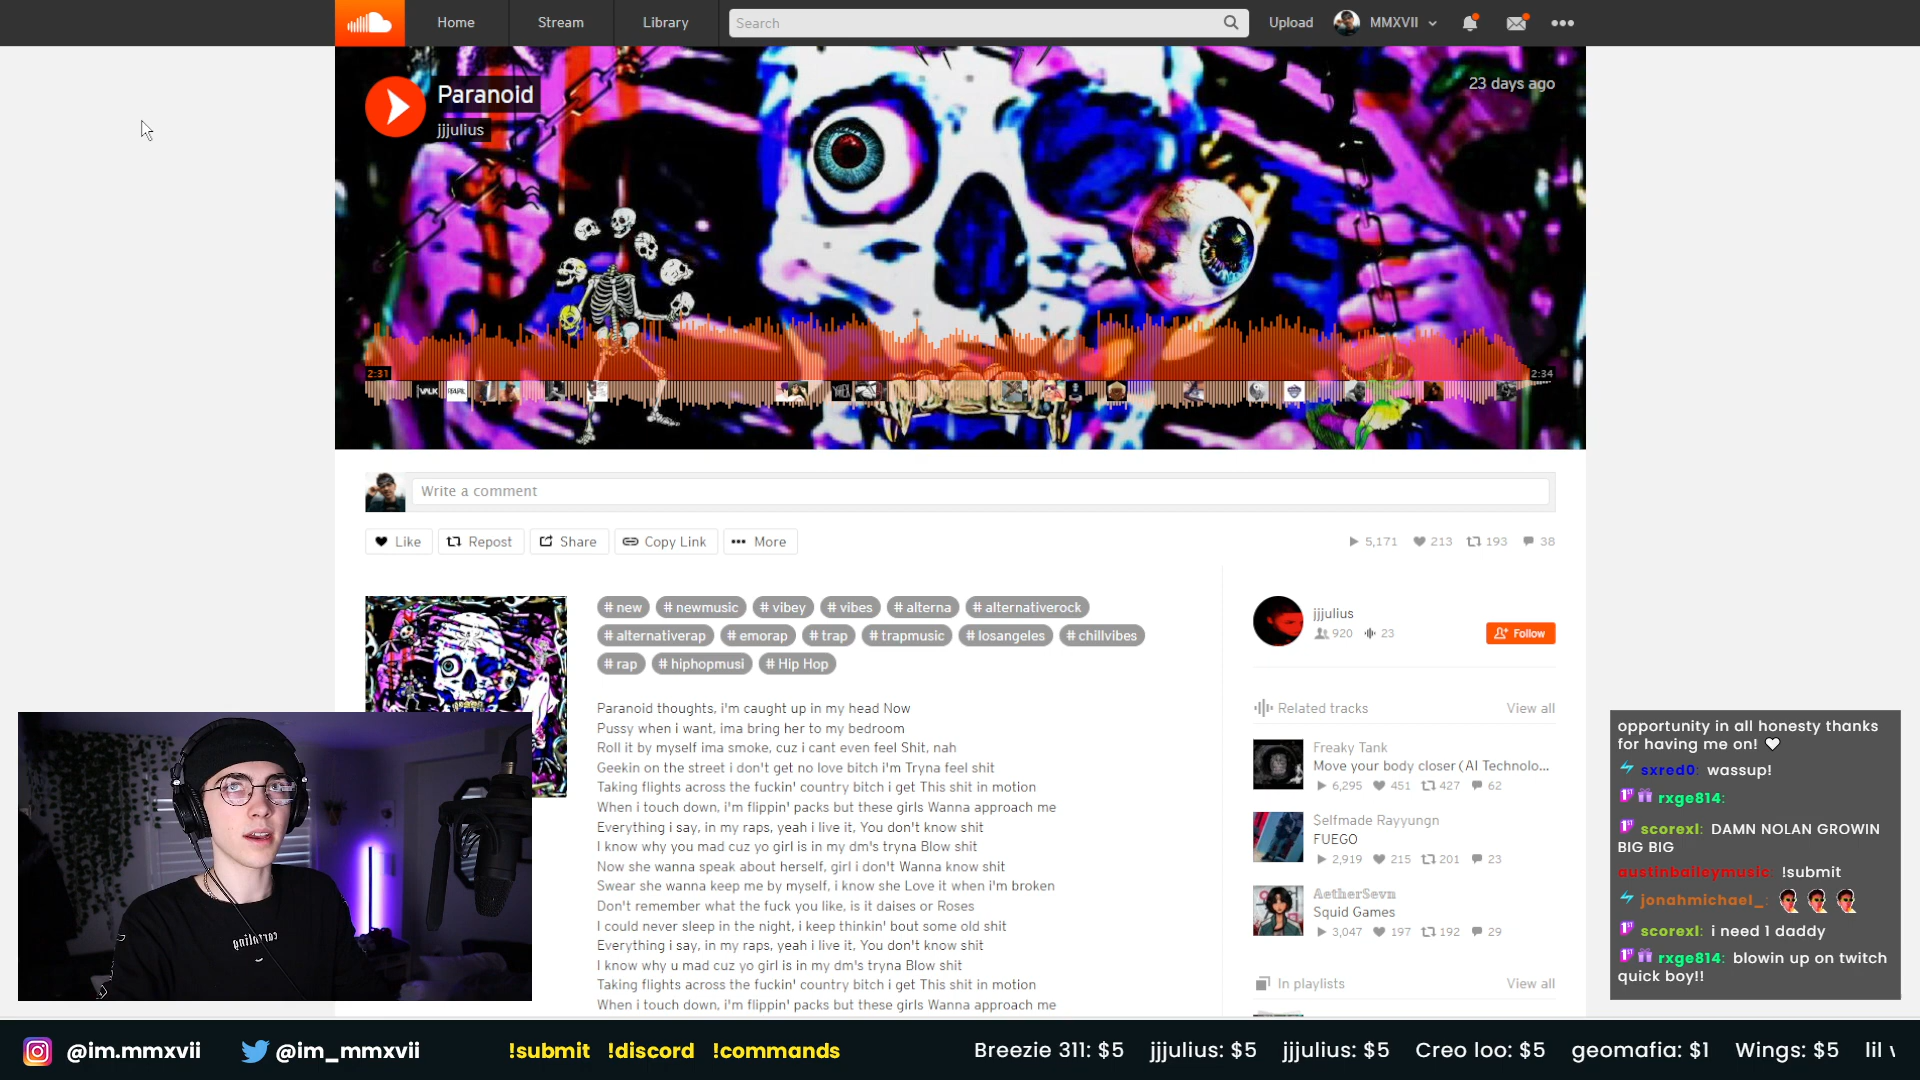 Home
Stream
Library
Search
Upload
MMXVII
Paranoid
jjjulius
23 days ago
2:31
2:34
Write a comment
Like
Repost
Share
Copy Link
More
5,171
213
193
38
# new
# newmusic
# vibey
# vibes
# alterna
# alternativerock
# alternativerap
# emorap
# trap
# trapmusic
# losangeles
# chillvibes
# rap
# hiphopmusi
# Hip Hop
Paranoid thoughts, i'm caught up in my head Now
Pussy when i want, ima bring her to my bedroom
Roll it by myself ima smoke, cuz i cant even feel Shit, nah
Geekin on the street i don't get no love bitch i'm Tryna feel shit
Taking flights across the fuckin' country bitch i get This shit in motion
When i touch down, i'm flippin' packs but these girls Wanna approach me
Everything i say, in my raps, yeah i live it, You don't know shit
I know why you mad cuz yo girl is in my dm's tryna Blow shit
Now she wanna speak about herself, girl i don't Wanna know shit
Swear she wanna keep me by myself, i know she Love it when i'm broken
Don't remember what the fuck you like, is it daises or Roses
I could never sleep in the night, i keep thinkin' bout some old shit
Everything i say, in my raps, yeah i live it, You don't know shit
I know why u mad cuz yo girl is in my dm's tryna Blow shit
Taking flights across the fuckin' country bitch i get This shit in motion
When i touch down, i'm flippin' packs but these girls Wanna approach me
jjjulius
920
23
Follow
Related tracks
View all
Freaky Tank
Move your body closer (AI Technolo...
6,295
451
427
62
Selfmade Rayyungn
FUEGO
2,919
215
201
23
AetherSevn
Squid Games
3,047
197
192
29
In playlists
View all
opportunity in all honesty thanks
for having me on!
sxred0: wassup!
rxge814:
scorexl: DAMN NOLAN GROWIN
BIG BIG
austinbaileymusic: !submit
jonahmichael_:
scorexl: i need 1 daddy
rxge814: blowin up on twitch
quick boy!!
@im.mmxvii
@im_mmxvii
!submit
!discord
!commands
Breezie 311: $5
jjjulius: $5
jjjulius: $5
Creo loo: $5
geomafia: $1
Wings: $5
lil